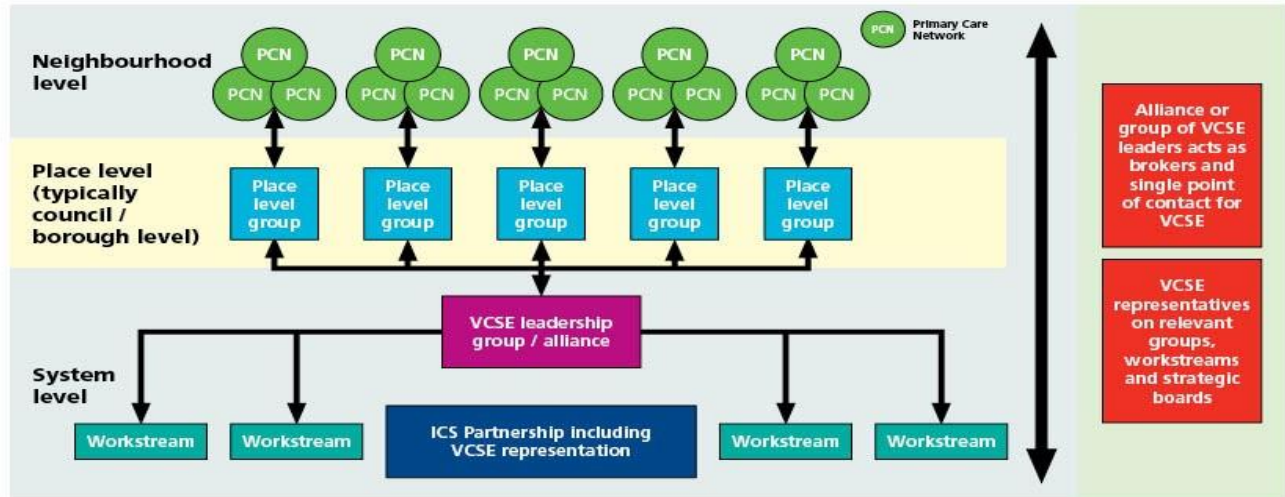 PCN
Primary Care
Network
Neighbourhood
level
PCN
PCN PCN
PCN
PCN PCN
PCN
PCN PCN
PCN
PCN PCN
PCN
PCN PCN
Place level
(typically
council /
borough level)
Place
level
group
Place
level
group
Place
level
group
Place
level
group
Place
level
group
System
level
VCSE leadership
group / alliance
Workstream
Workstream
ICS Partnership including
VCSE representation
Workstream
Workstream
Alliance or
group of VCSE
leaders acts as
brokers and
single point
of contact for
VCSE
VCSE
representatives
on relevant
groups,
workstreams
and strategic
boards